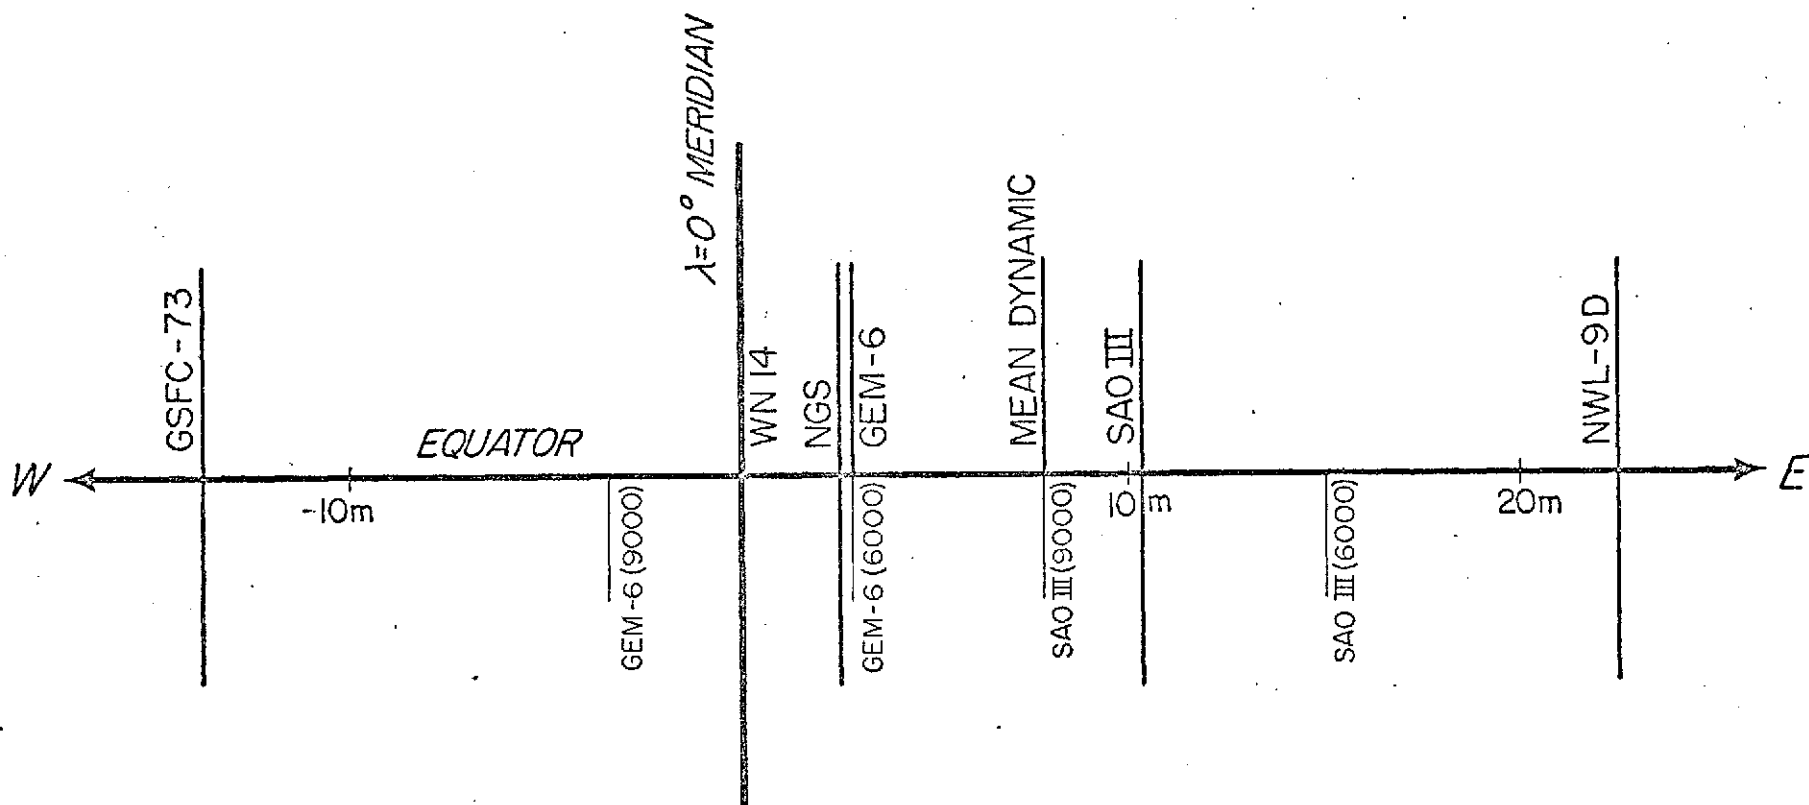 λ=0° MERIDIAN
GSFC-73
WN 14
NGS
GEM-6
MEAN DYNAMIC
SAO III
NWL-9D
EQUATOR
W
E
-10m
10m
20m
GEM-6 (9000)
GEM-6 (6000)
SAO III (9000)
SAO III (6000)